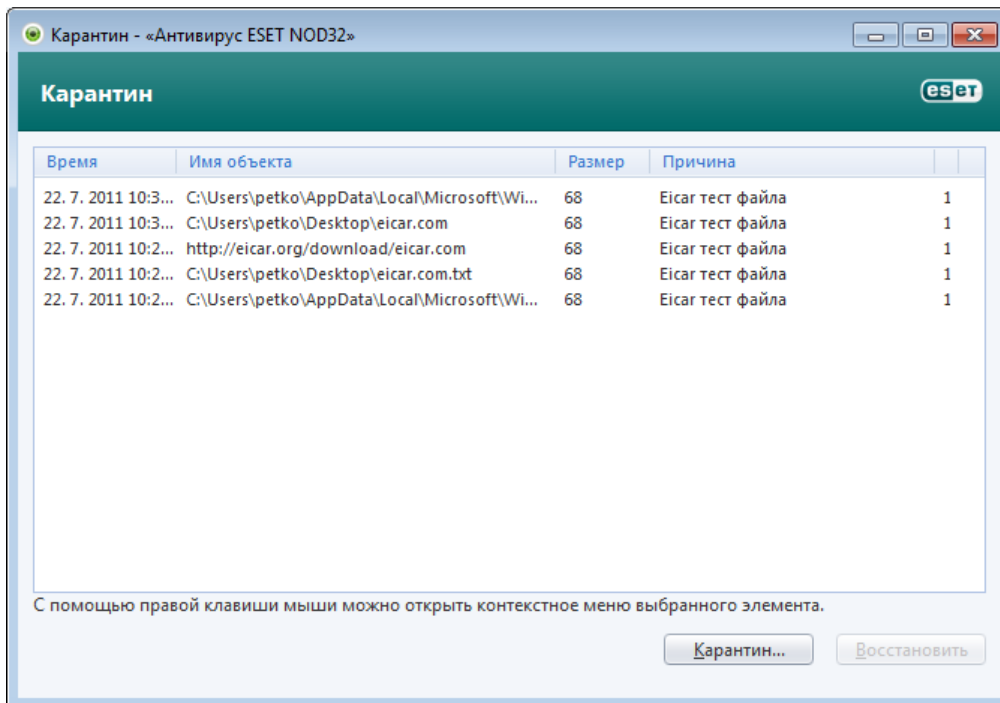 Карантин - «Антивирус ESET NOD32»
Карантин
eseT
Время Имя объекта Размер Причина
22. 7. 2011 10:3... C:\Users\petko\AppData\Local\Microsoft\Wi... 68 Eicar тест файла 1
22. 7. 2011 10:3... C:\Users\petko\Desktop\eicar.com 68 Eicar тест файла 1
22. 7. 2011 10:2... http://eicar.org/download/eicar.com 68 Eicar тест файла 1
22. 7. 2011 10:2... C:\Users\petko\Desktop\eicar.com.txt 68 Eicar тест файла 1
22. 7. 2011 10:2... C:\Users\petko\AppData\Local\Microsoft\Wi... 68 Eicar тест файла 1
С помощью правой клавиши мыши можно открыть контекстное меню выбранного элемента.
Карантин... Восстановить